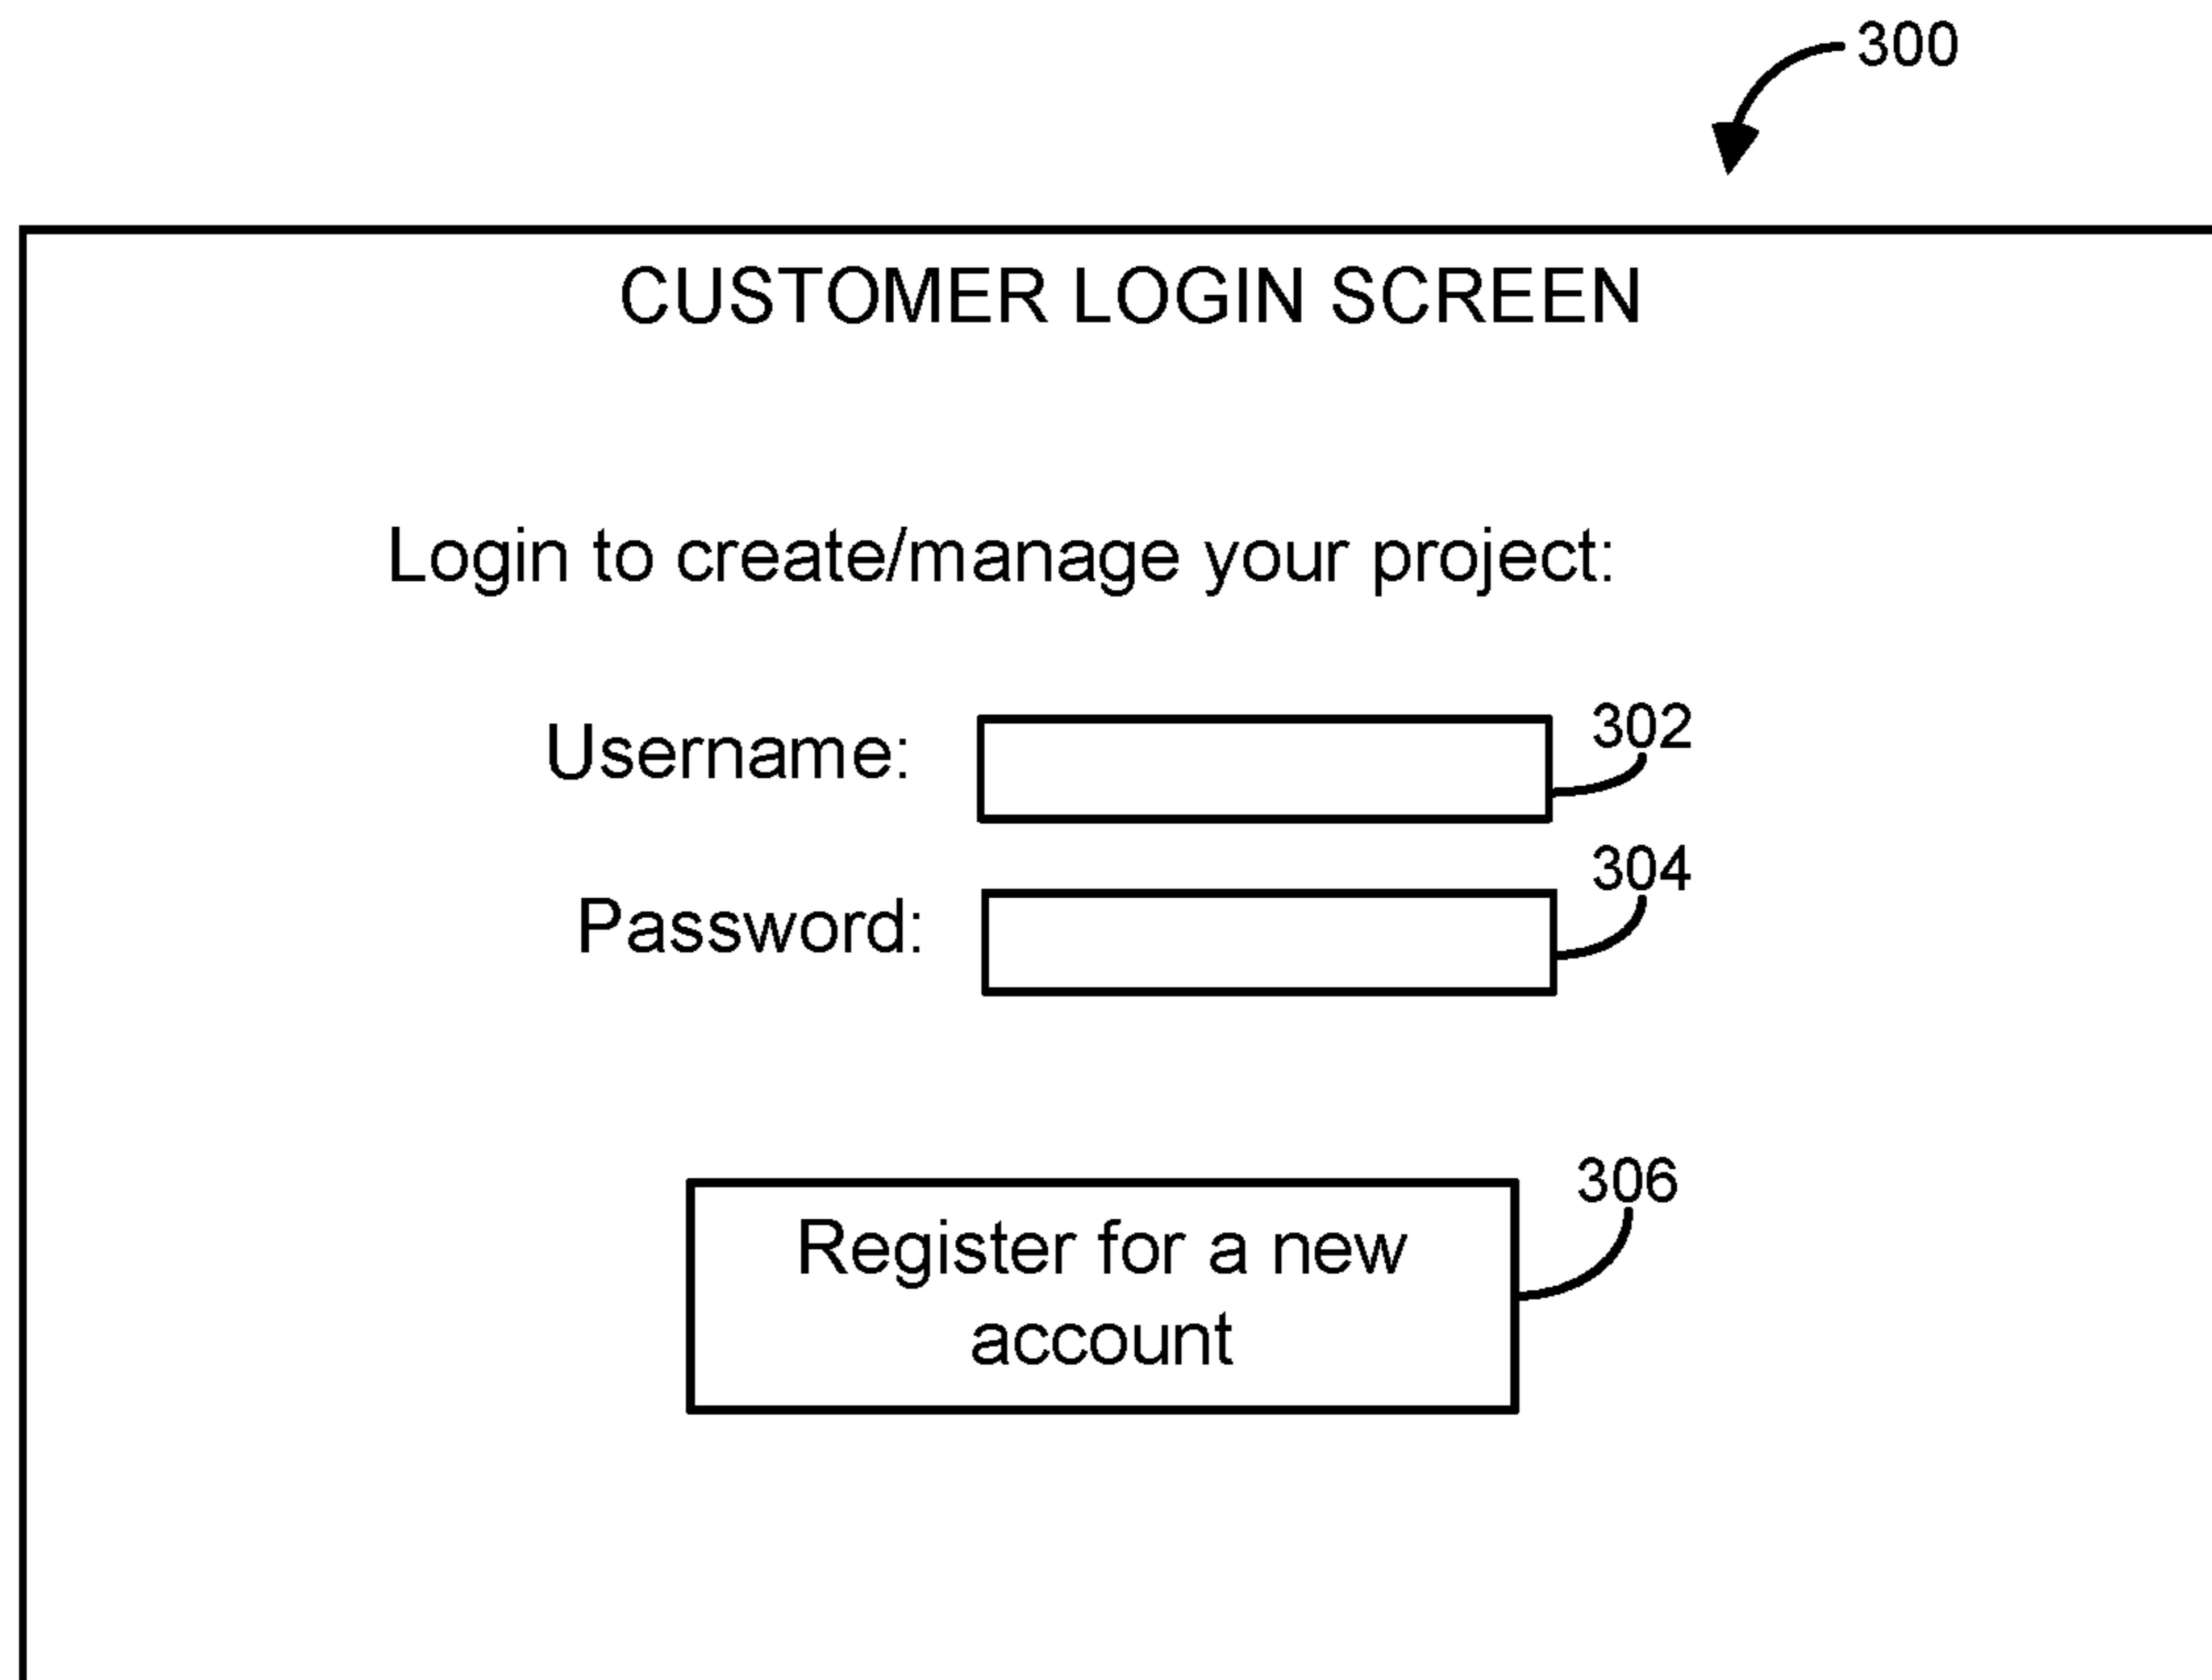 300
CUSTOMER LOGIN SCREEN
Login to create/manage your project:
Username:
302
Password:
304
306
Register for a new
account